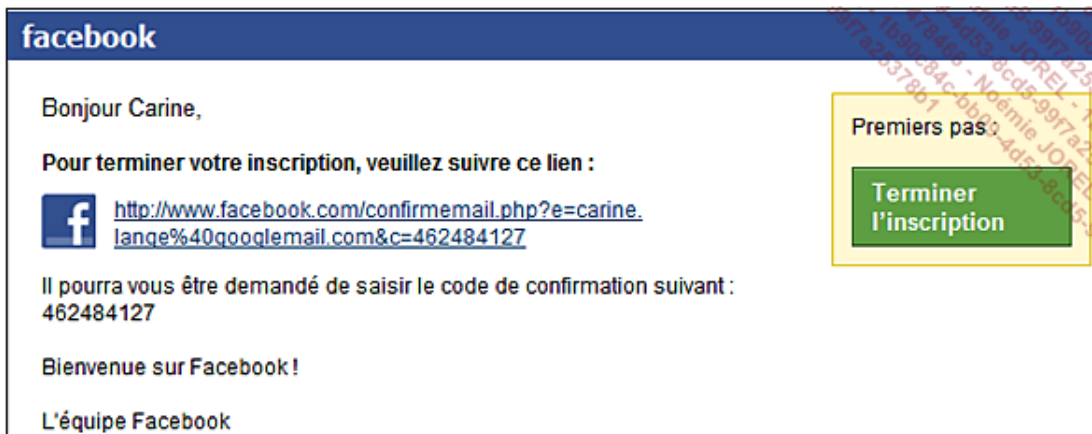 facebook
Bonjour Carine,
Pour terminer votre inscription, veuillez suivre ce lien :
http://www.facebook.com/confirmemail.php?e=carine.
lange%40googlemail.com&c=462484127
Il pourra vous être demandé de saisir le code de confirmation suivant :
462484127
Bienvenue sur Facebook !
L'équipe Facebook
Premiers pas :
Terminer
l'inscription